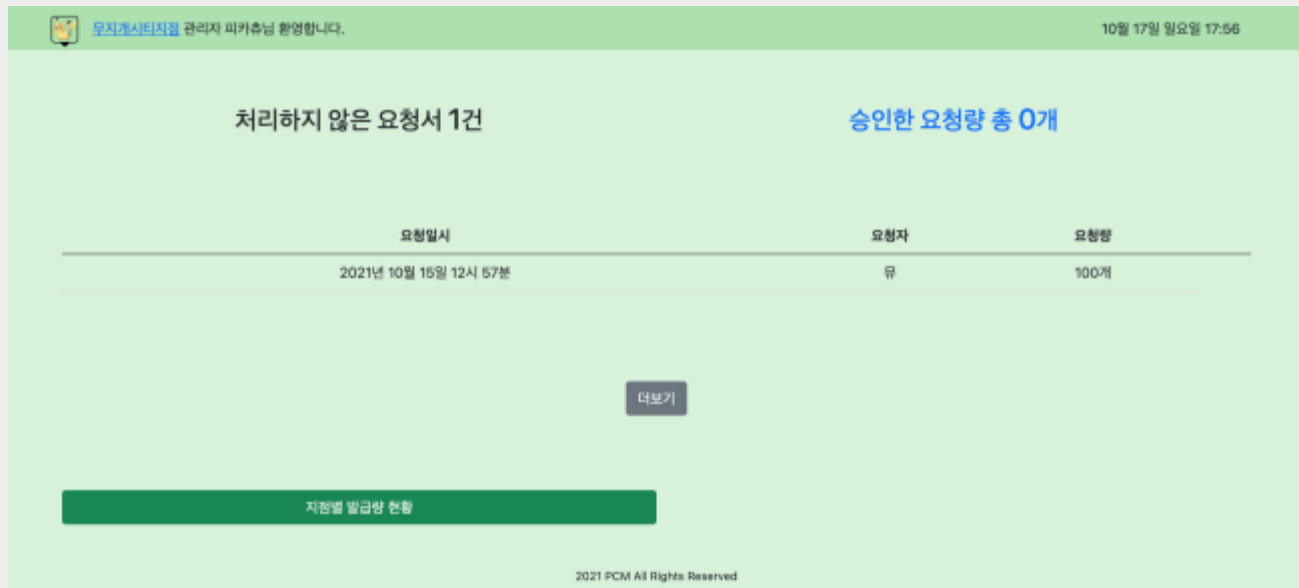 무지개시티지점 관리자 피카츄님 환영합니다.
10월 17일 일요일 17:56
처리하지 않은 요청서 1건
승인한 요청량 총 0개
요청일시 요청자 요청량
2021년 10월 15일 12시 57분 뮤 100개
더보기
지점별 발급량 현황
2021 PCM All Rights Reserved